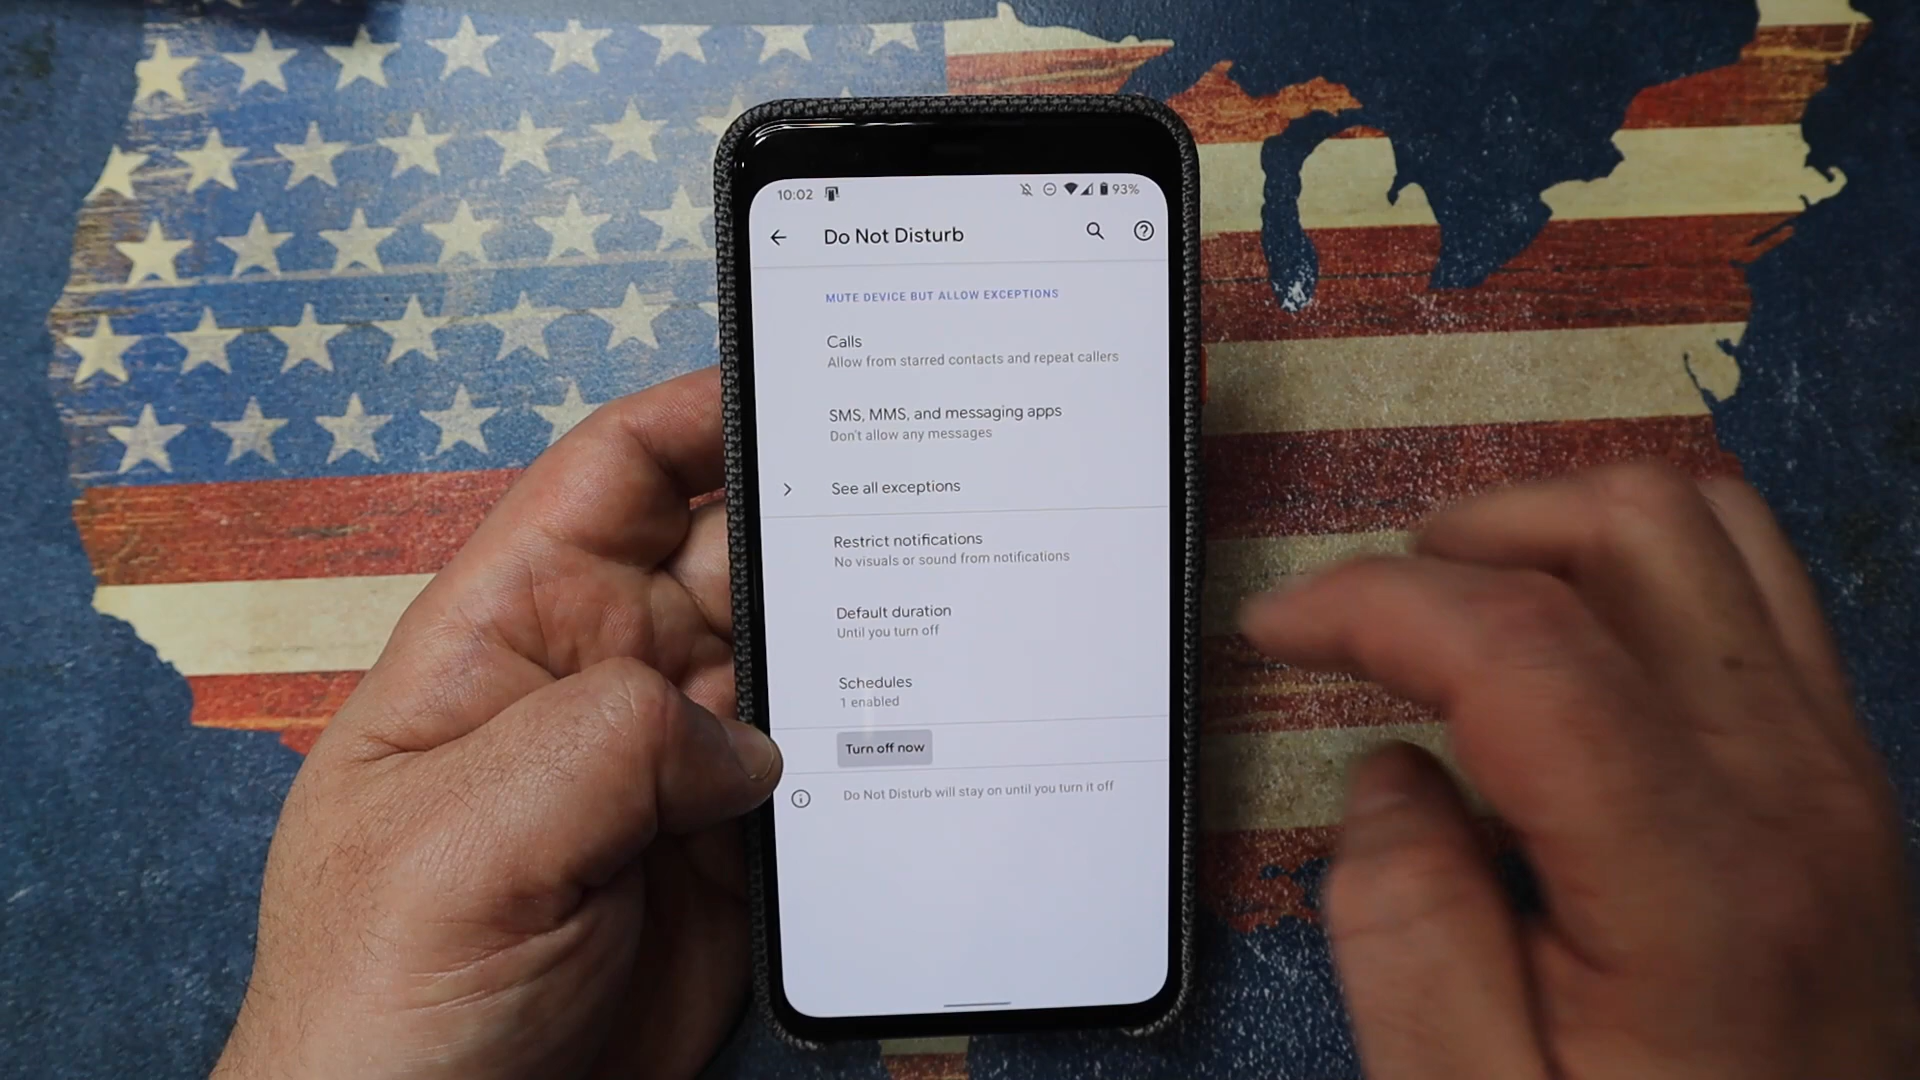 10:02 93%
Do Not Disturb
MUTE DEVICE BUT ALLOW EXCEPTIONS
Calls
Allow from starred contacts and repeat callers
SMS, MMS, and messaging apps
Don't allow any messages
See all exceptions
Restrict notifications
No visuals or sound from notifications
Default duration
Until you turn off
Schedules
1 enabled
Turn off now
Do Not Disturb will stay on until you turn it off